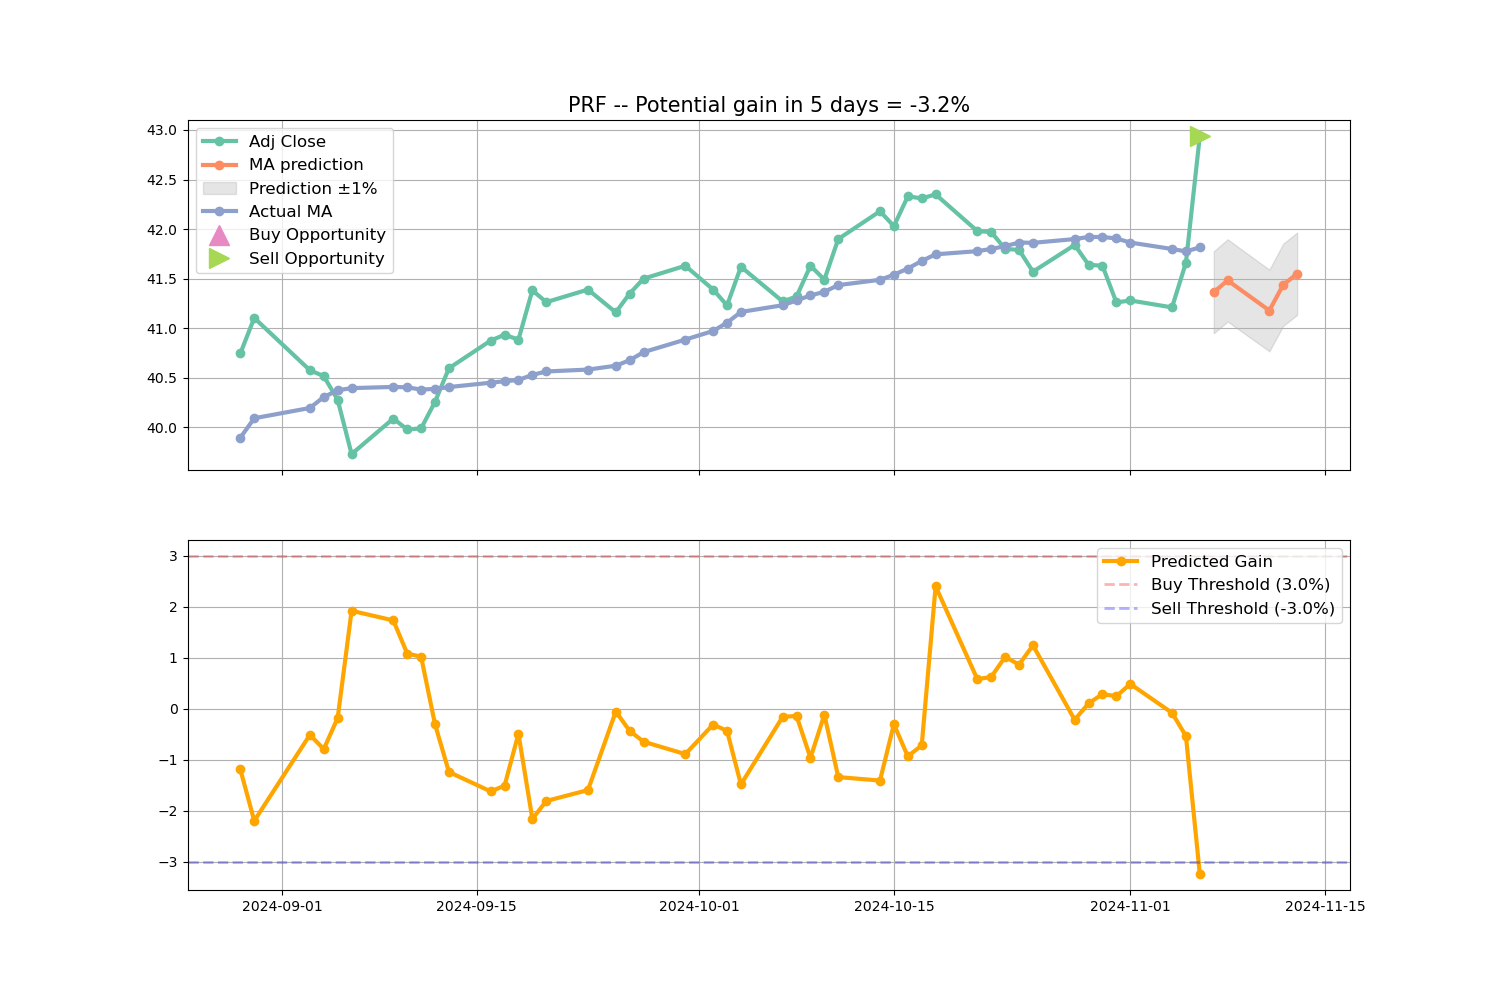 PRF -- Potential gain in 5 days = -3.2%
43.0
42.5
42.0
41.5
41.0
40.5
40.0
Adj Close
MA prediction
Prediction ±1%
Actual MA
Buy Opportunity
Sell Opportunity
3
2
1
0
−1
−2
−3
Predicted Gain
Buy Threshold (3.0%)
Sell Threshold (-3.0%)
2024-09-01 2024-09-15 2024-10-01 2024-10-15 2024-11-01 2024-11-15